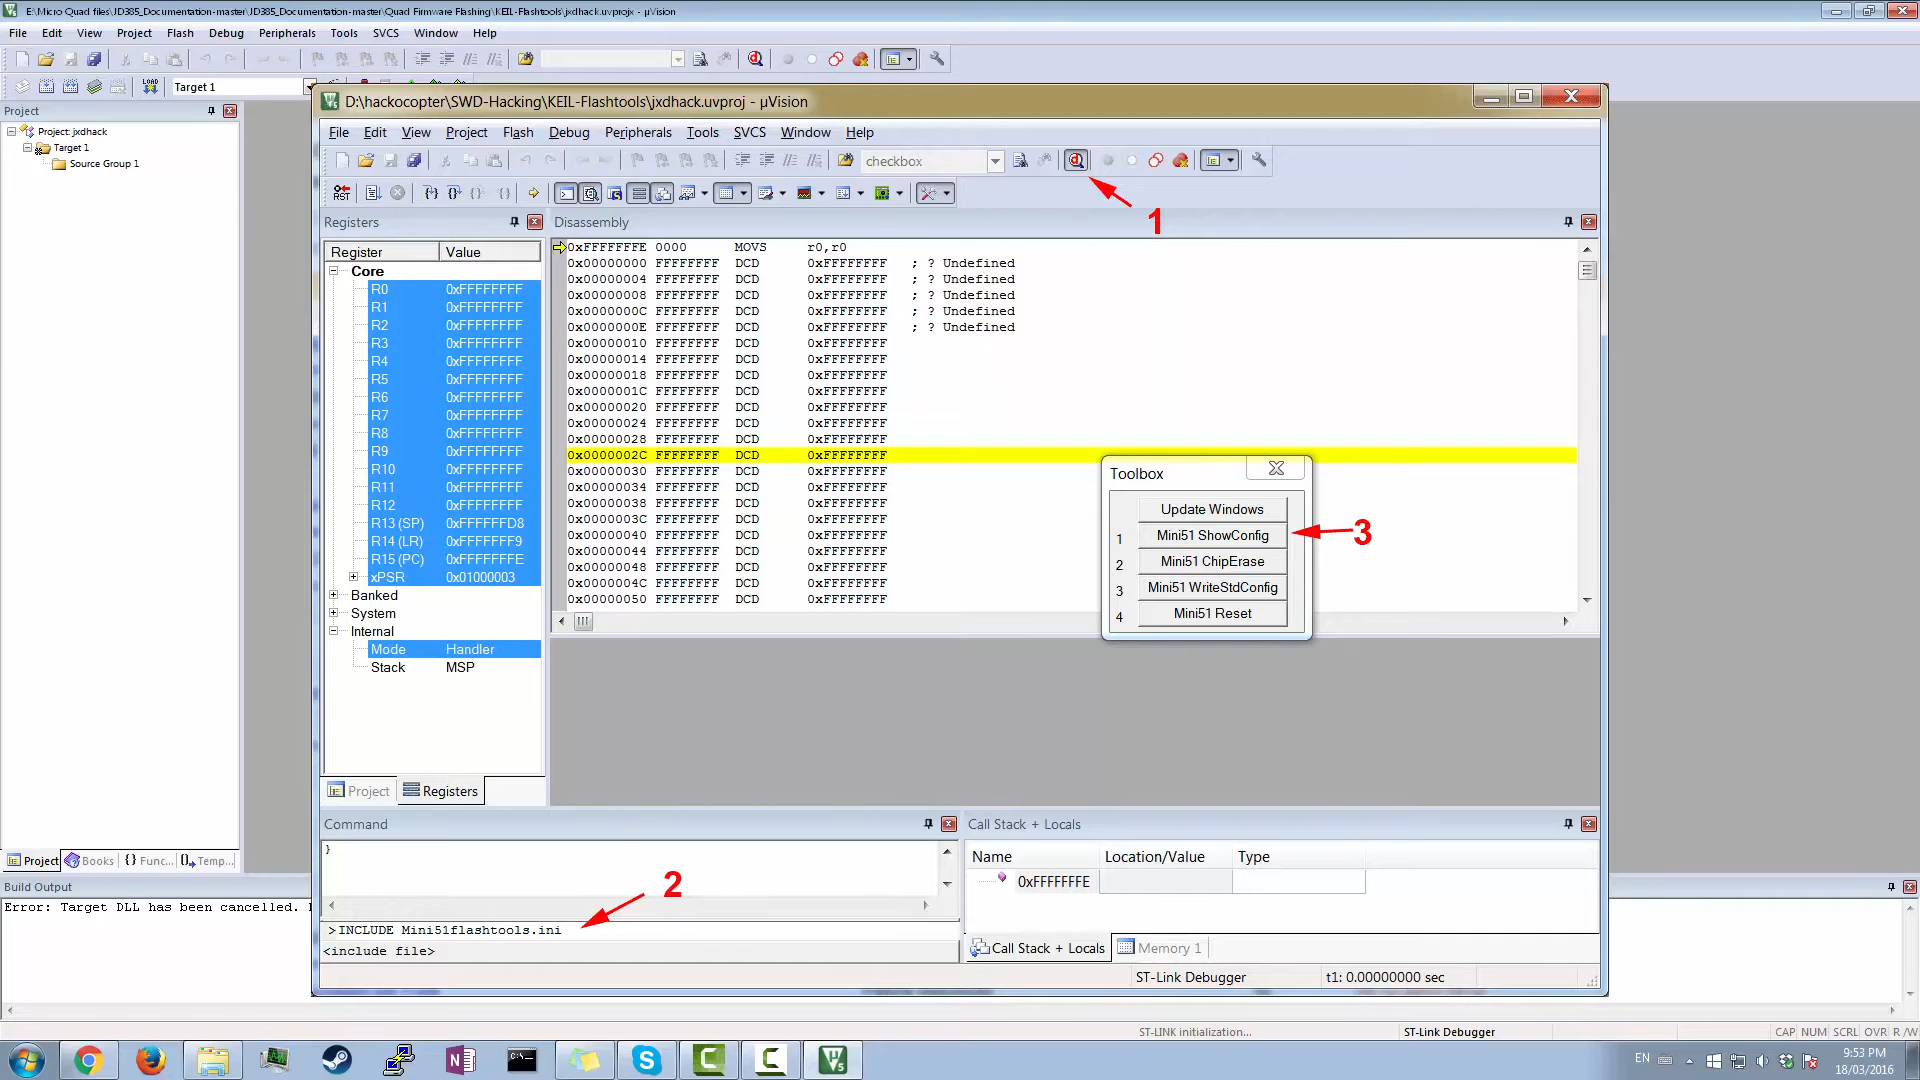 E:\Micro Quad files\JD385_Documentation-master\JD385_Documentation-master\Quad Firmware Flashing\KEIL-Flashtools\jxdhack.uvprojx - µVision
File Edit View Project Flash Debug Peripherals Tools SVCS Window Help
LOAD
Target 1
Project
Project: jxdhack
Target 1
Source Group 1
D:\hackocopter\SWD-Hacking\KEIL-Flashtools\jxdhack.uvproj - µVision
File Edit View Project Flash Debug Peripherals Tools SVCS Window Help
checkbox
RST
1
Registers
Register Value
Core
R0 0xFFFFFFFF
R1 0xFFFFFFFF
R2 0xFFFFFFFF
R3 0xFFFFFFFF
R4 0xFFFFFFFF
R5 0xFFFFFFFF
R6 0xFFFFFFFF
R7 0xFFFFFFFF
R8 0xFFFFFFFF
R9 0xFFFFFFFF
R10 0xFFFFFFFF
R11 0xFFFFFFFF
R12 0xFFFFFFFF
R13 (SP) 0xFFFFFFD8
R14 (LR) 0xFFFFFFF9
R15 (PC) 0xFFFFFFFE
xPSR 0x01000003
Banked
System
Internal
Mode Handler
Stack MSP
Project Registers
Disassembly
0xFFFFFFFE 0000 MOVS r0,r0
0x00000000 FFFFFFFF DCD 0xFFFFFFFF ; ? Undefined
0x00000004 FFFFFFFF DCD 0xFFFFFFFF ; ? Undefined
0x00000008 FFFFFFFF DCD 0xFFFFFFFF ; ? Undefined
0x0000000C FFFFFFFF DCD 0xFFFFFFFF ; ? Undefined
0x0000000E FFFFFFFF DCD 0xFFFFFFFF ; ? Undefined
0x00000010 FFFFFFFF DCD 0xFFFFFFFF
0x00000014 FFFFFFFF DCD 0xFFFFFFFF
0x00000018 FFFFFFFF DCD 0xFFFFFFFF
0x0000001C FFFFFFFF DCD 0xFFFFFFFF
0x00000020 FFFFFFFF DCD 0xFFFFFFFF
0x00000024 FFFFFFFF DCD 0xFFFFFFFF
0x00000028 FFFFFFFF DCD 0xFFFFFFFF
0x0000002C FFFFFFFF DCD 0xFFFFFFFF
0x00000030 FFFFFFFF DCD 0xFFFFFFFF
0x00000034 FFFFFFFF DCD 0xFFFFFFFF
0x00000038 FFFFFFFF DCD 0xFFFFFFFF
0x0000003C FFFFFFFF DCD 0xFFFFFFFF
0x00000040 FFFFFFFF DCD 0xFFFFFFFF
0x00000044 FFFFFFFF DCD 0xFFFFFFFF
0x00000048 FFFFFFFF DCD 0xFFFFFFFF
0x0000004C FFFFFFFF DCD 0xFFFFFFFF
0x00000050 FFFFFFFF DCD 0xFFFFFFFF
Toolbox
Update Windows
1 Mini51 ShowConfig
2 Mini51 ChipErase
3 Mini51 WriteStdConfig
4 Mini51 Reset
3
Command
}
2
>INCLUDE Mini51flashtools.ini
<include file>
Call Stack + Locals
Name Location/Value Type
0xFFFFFFFE
Call Stack + Locals Memory 1
ST-Link Debugger t1: 0.00000000 sec
Project Books {} Func... Temp...
Build Output
Error: Target DLL has been cancelled.
ST-LINK initialization... ST-Link Debugger CAP NUM SCRL OVR R /W
EN
9:53 PM
18/03/2016